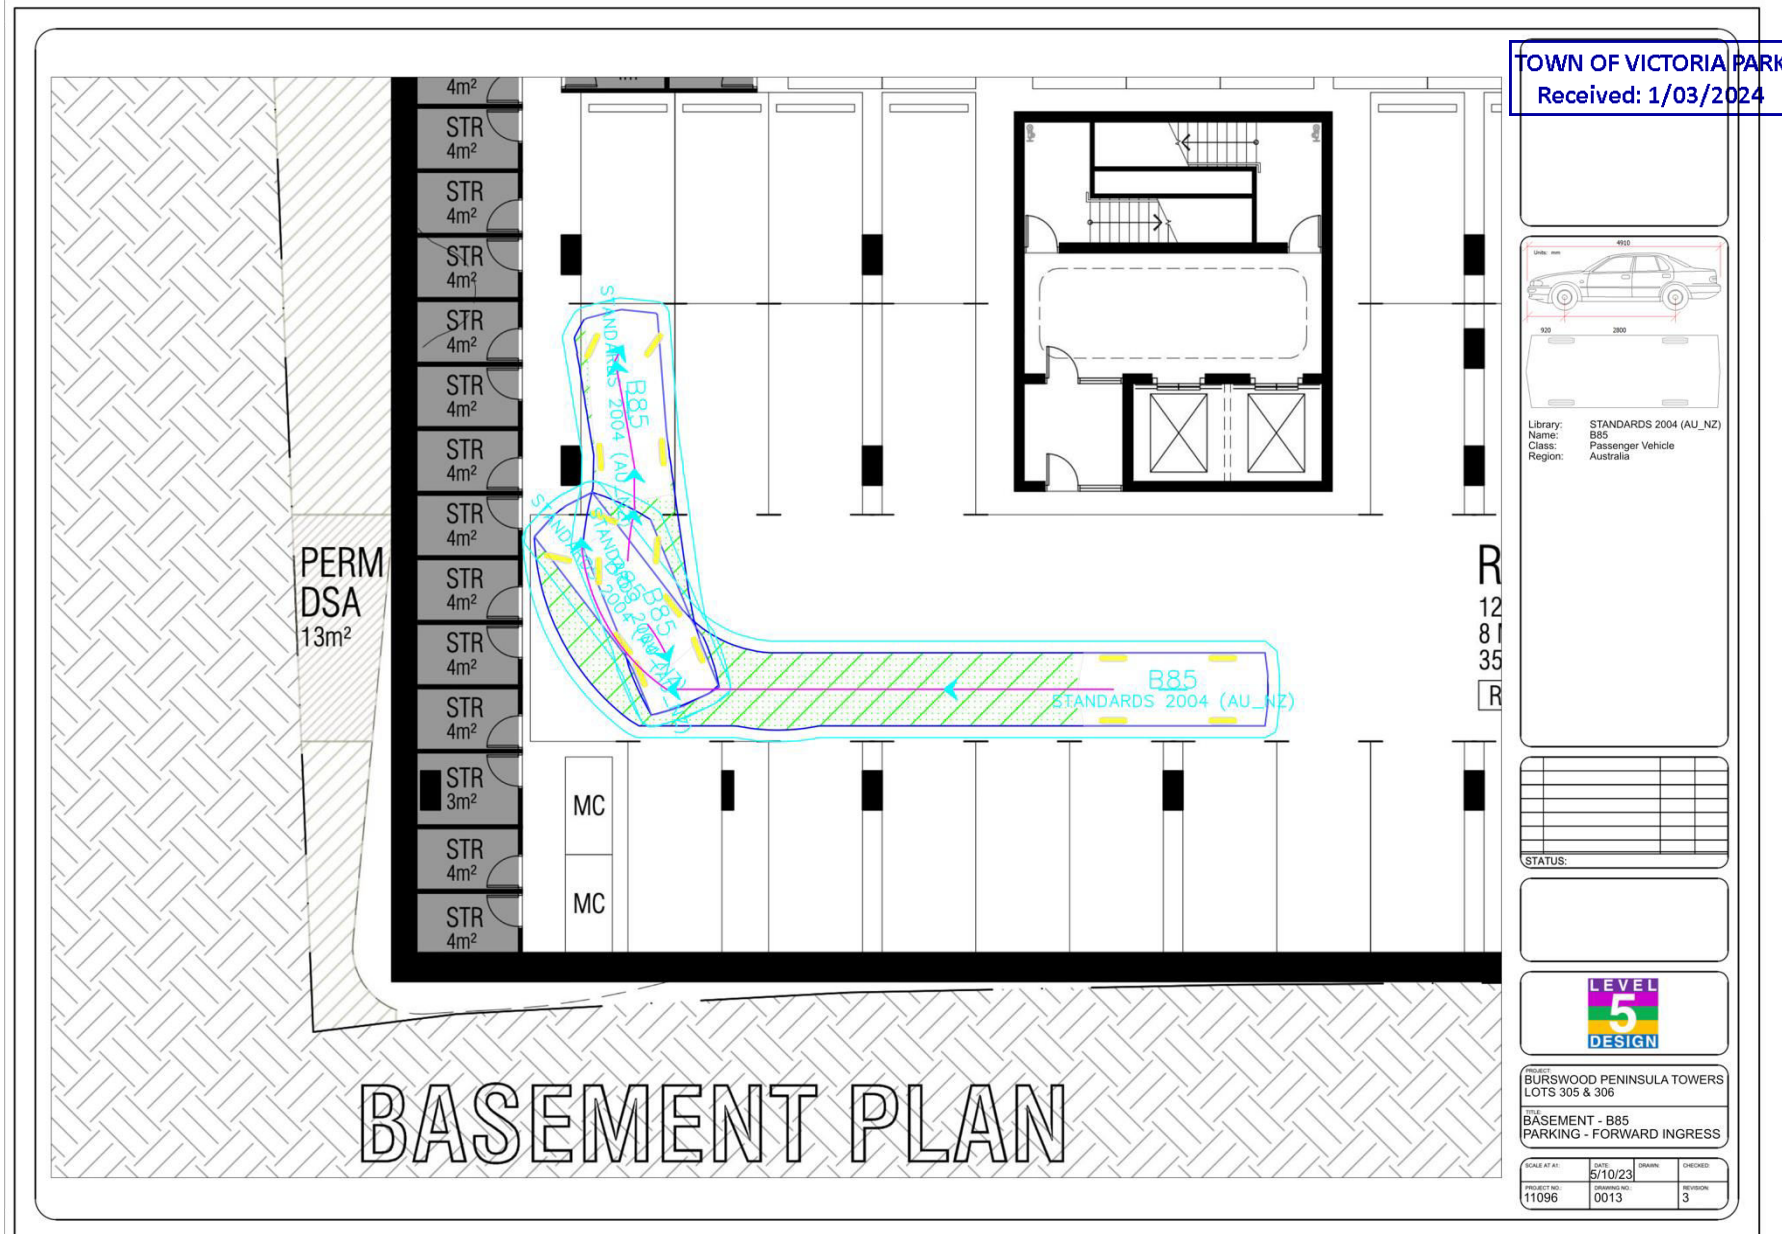 TOWN OF VICTORIA PARK
Received: 1/03/2024
4m²
STR
4m²
STR
4m²
STR
4m²
STR
4m²
STR
4m²
STR
4m²
STR
4m²
STR
4m²
STR
4m²
STR
4m²
STR
3m²
STR
4m²
STR
4m²
PERM
DSA
13m²
MC
MC
B85
STANDARDS 2004 (AU_NZ)
B85
STANDARDS 2004 (AU_NZ)
B85
R
12
8
35
R
BASEMENT PLAN
4910
Units: mm
920
2800
Library: STANDARDS 2004 (AU_NZ)
Name: B85
Class: Passenger Vehicle
Region: Australia
STATUS:
LEVEL
5
DESIGN
PROJECT:
BURSWOOD PENINSULA TOWERS
LOTS 305 & 306
TITLE:
BASEMENT - B85
PARKING - FORWARD INGRESS
SCALE AT A1: DATE: DRAWN: CHECKED:
5/10/23
PROJECT NO.: DRAWING NO.: REVISION:
11096 0013 3